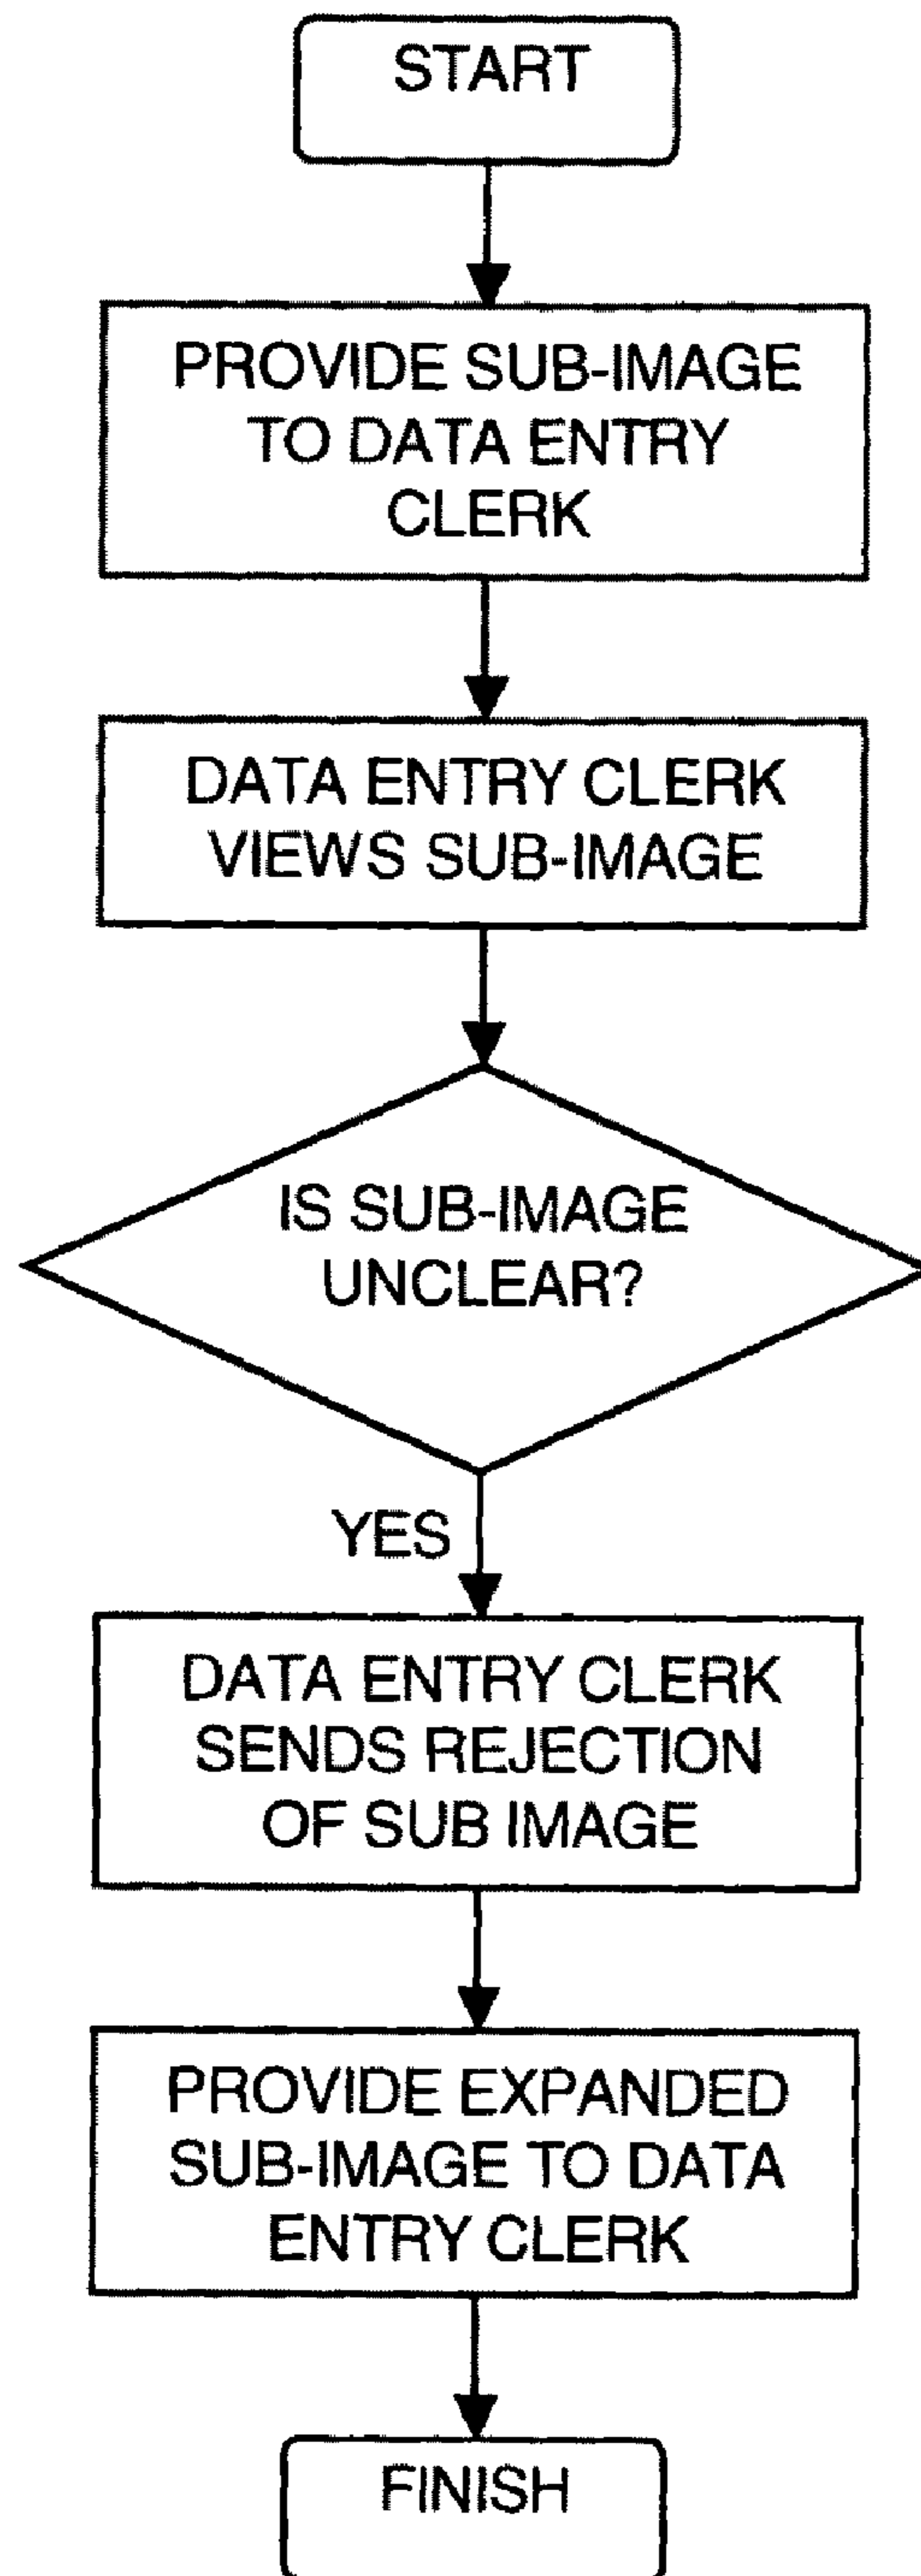 START
PROVIDE SUB-IMAGE
TO DATA ENTRY
CLERK
DATA ENTRY CLERK
VIEWS SUB-IMAGE
IS SUB-IMAGE
UNCLEAR?
YES
DATA ENTRY CLERK
SENDS REJECTION
OF SUB IMAGE
PROVIDE EXPANDED
SUB-IMAGE TO DATA
ENTRY CLERK
FINISH